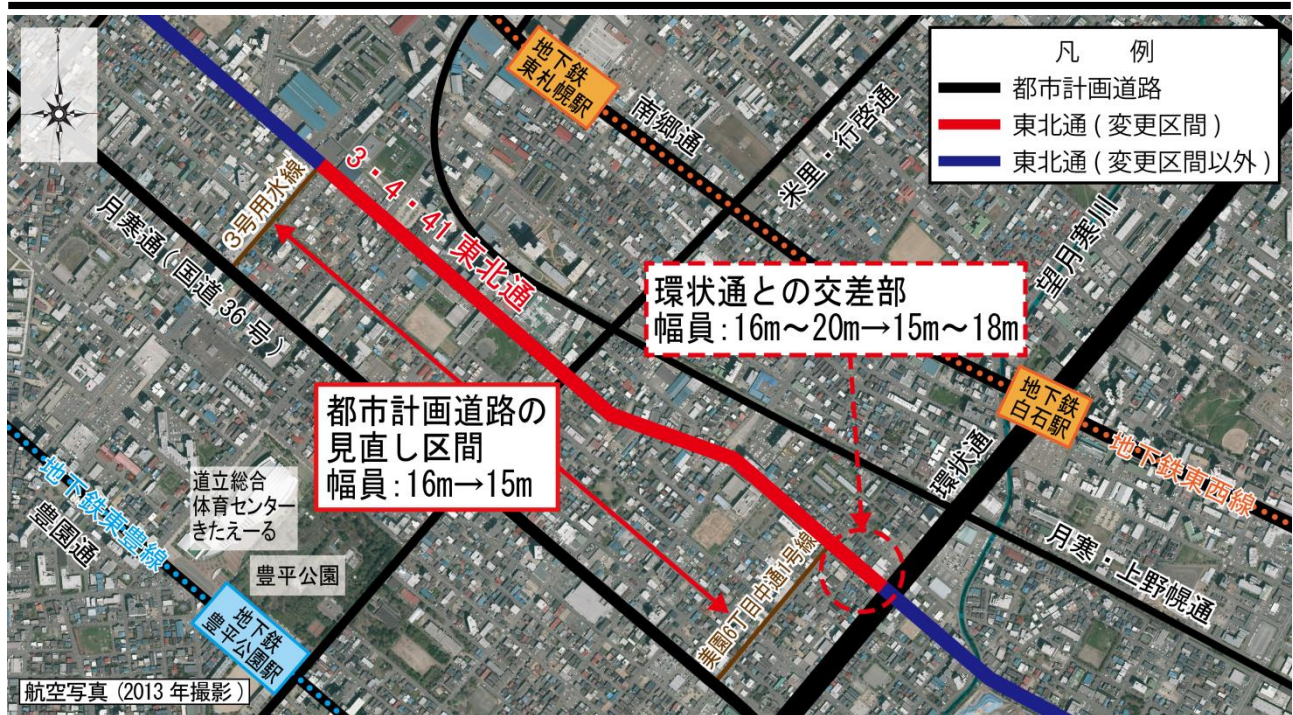 凡 例
都市計画道路
東北通(変更区間)
東北通(変更区間以外)
地下鉄
東札幌駅
南郷通
米里・行啓通
望月寒川
3号用水線
3・4・41東北通
月寒通(国道36号)
環状通との交差部
幅員:16m～20m→15m～18m
都市計画道路の
見直し区間
幅員:16m→15m
地下鉄
白石駅
環状通
地下鉄東西線
月寒・上野幌通
地下鉄東豊線
豊園通
道立総合
体育センター
きたえーる
豊平公園
地下鉄
豊平公園駅
美園6丁目中通1号線
航空写真(2013年撮影)